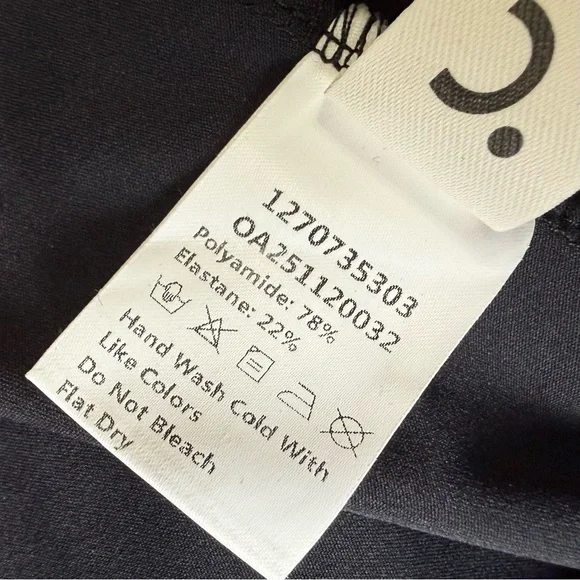 1270735303
OA251120032
Polyamide: 78%
Elastane: 22%
Hand Wash Cold With
Like Colors
Do Not Bleach
Flat Dry